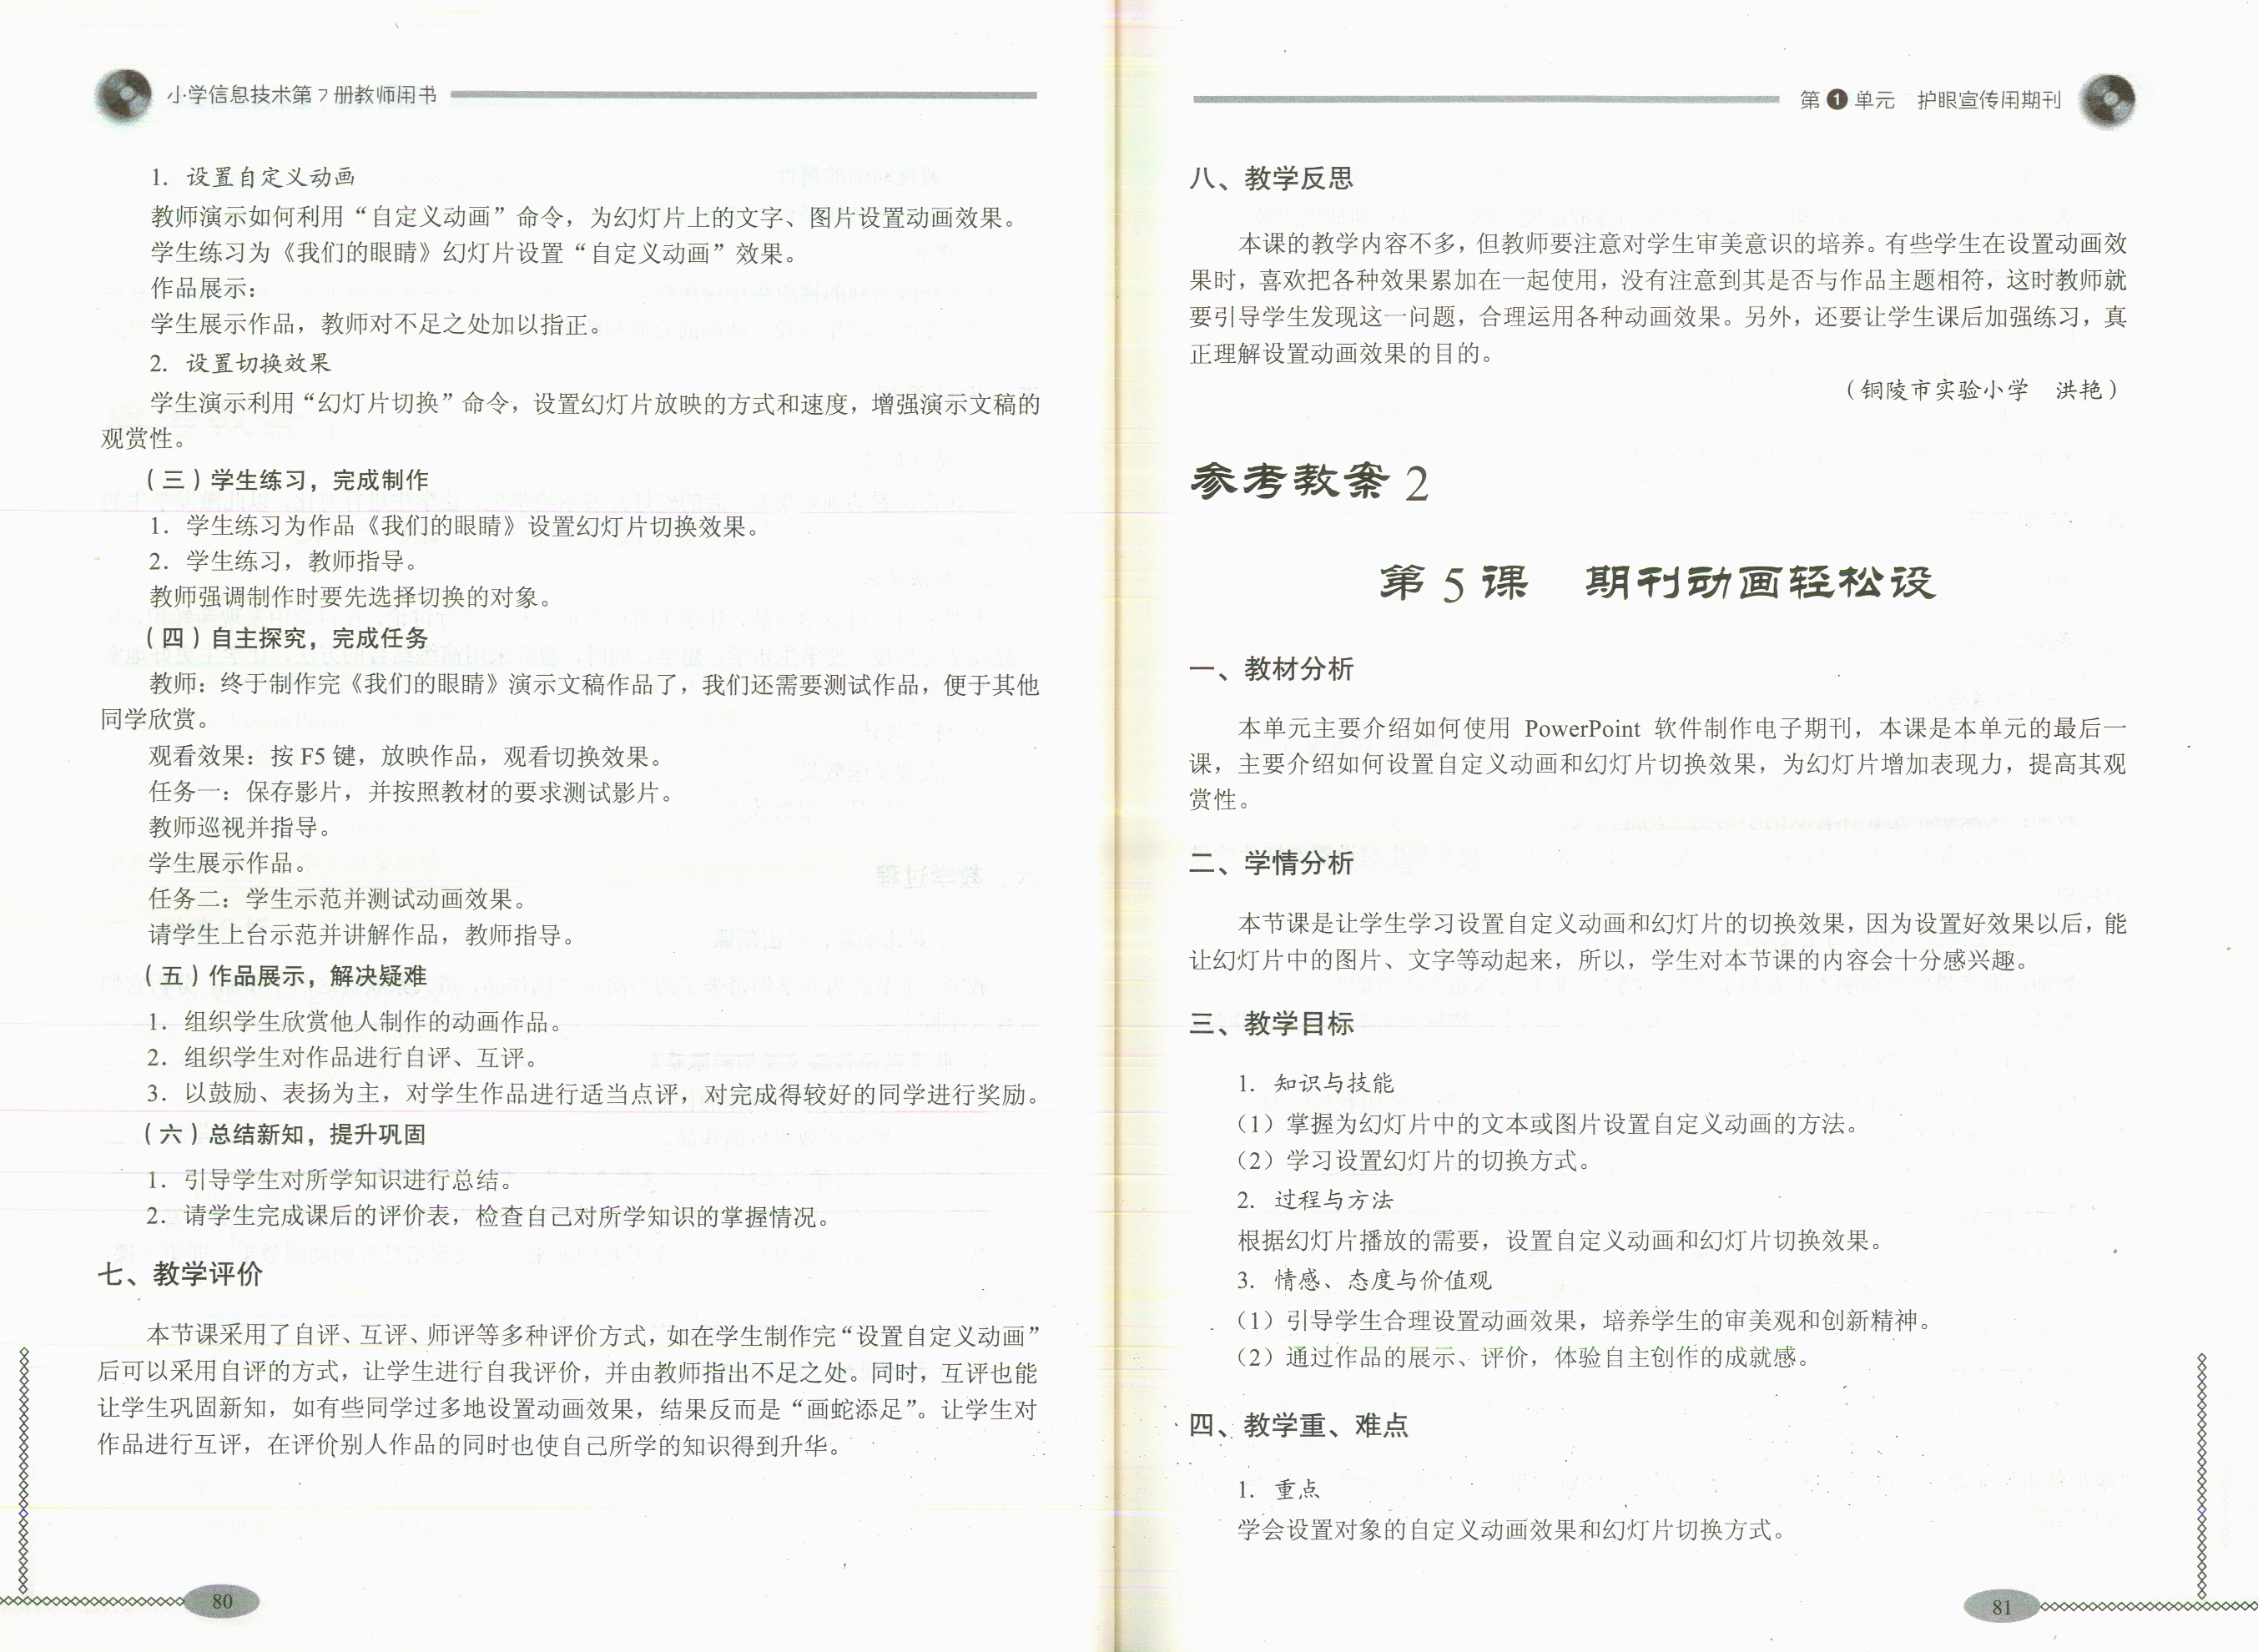 小学信息技术第7册教师用书
1. 设置自定义动画
教师演示如何利用“自定义动画”命令，为幻灯片上的文字、图片设置动画效果。
学生练习为《我们的眼睛》幻灯片设置“自定义动画”效果。
作品展示：
学生展示作品，教师对不足之处加以指正。
2. 设置切换效果
学生演示利用“幻灯片切换”命令，设置幻灯片放映的方式和速度，增强演示文稿的
观赏性。
（三）学生练习，完成制作
1. 学生练习为作品《我们的眼睛》设置幻灯片切换效果。
2. 学生练习，教师指导。
教师强调制作时要先选择切换的对象。
（四）自主探究，完成任务
教师：终于制作完《我们的眼睛》演示文稿作品了，我们还需要测试作品，便于其他
同学欣赏。
观看效果：按 F5 键，放映作品，观看切换效果。
任务一：保存影片，并按照教材的要求测试影片。
教师巡视并指导。
学生展示作品。
任务二：学生示范并测试动画效果。
请学生上台示范并讲解作品，教师指导。
（五）作品展示，解决疑难
1. 组织学生欣赏他人制作的动画作品。
2. 组织学生对作品进行自评、互评。
3. 以鼓励、表扬为主，对学生作品进行适当点评，对完成得较好的同学进行奖励。
（六）总结新知，提升巩固
1. 引导学生对所学知识进行总结。
2. 请学生完成课后的评价表，检查自己对所学知识的掌握情况。
七、教学评价
本节课采用了自评、互评、师评等多种评价方式，如在学生制作完“设置自定义动画”
后可以采用自评的方式，让学生进行自我评价，并由教师指出不足之处。同时，互评也能
让学生巩固新知，如有些同学过多地设置动画效果，结果反而是“画蛇添足”。让学生对
作品进行互评，在评价别人作品的同时也使自己所学的知识得到升华。
80
第1单元 护眼宣传用期刊
八、教学反思
本课的教学内容不多，但教师要注意对学生审美意识的培养。有些学生在设置动画效
果时，喜欢把各种效果累加在一起使用，没有注意到其是否与作品主题相符，这时教师就
要引导学生发现这一问题，合理运用各种动画效果。另外，还要让学生课后加强练习，真
正理解设置动画效果的目的。
（铜陵市实验小学 洪艳）
参考教案 2
第 5 课 期刊动画轻松设
一、教材分析
本单元主要介绍如何使用 PowerPoint 软件制作电子期刊，本课是本单元的最后一
课，主要介绍如何设置自定义动画和幻灯片切换效果，为幻灯片增加表现力，提高其观
赏性。
二、学情分析
本节课是让学生学习设置自定义动画和幻灯片的切换效果，因为设置好效果以后，能
让幻灯片中的图片、文字等动起来，所以，学生对本节课的内容会十分感兴趣。
三、教学目标
1. 知识与技能
（1）掌握为幻灯片中的文本或图片设置自定义动画的方法。
（2）学习设置幻灯片的切换方式。
2. 过程与方法
根据幻灯片播放的需要，设置自定义动画和幻灯片切换效果。
3. 情感、态度与价值观
（1）引导学生合理设置动画效果，培养学生的审美观和创新精神。
（2）通过作品的展示、评价，体验自主创作的成就感。
四、教学重、难点
1. 重点
学会设置对象的自定义动画效果和幻灯片切换方式。
81